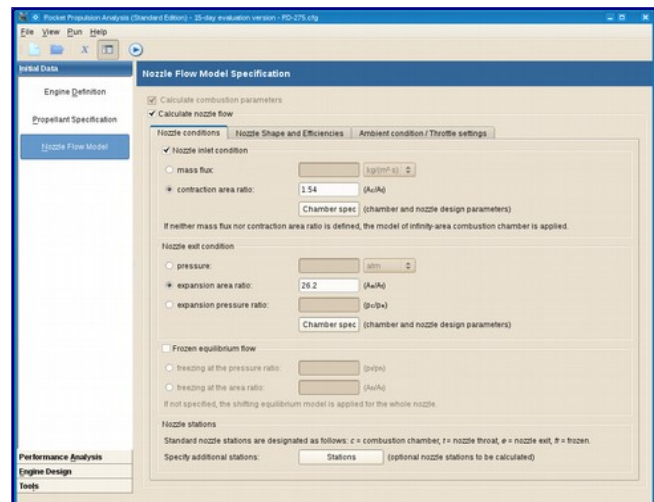 Rocket Propulsion Analysis (Standard Edition) - 15-day evaluation version - RD-275.cfg
File View Run Help
Initial Data
Engine Definition
Propellant Specification
Nozzle Flow Model
Nozzle Flow Model Specification
Calculate combustion parameters
Calculate nozzle flow
Nozzle conditions Nozzle Shape and Efficiencies Ambient condition / Throttle settings
Nozzle inlet condition
mass flux: kg/(m²·s)
contraction area ratio: 1.54 (Ac/At)
Chamber spec (chamber and nozzle design parameters)
If neither mass flux nor contraction area ratio is defined, the model of infinity-area combustion chamber is applied.
Nozzle exit condition
pressure: atm
expansion area ratio: 26.2 (Ae/At)
expansion pressure ratio: (pc/pe)
Chamber spec (chamber and nozzle design parameters)
Frozen equilibrium flow
freezing at the pressure ratio:
freezing at the area ratio:
If not specified, the shifting equilibrium model is applied for the whole nozzle.
Nozzle stations
Standard nozzle stations are designated as follows: c = combustion chamber, t = nozzle throat, e = nozzle exit, fr = frozen.
Specify additional stations: Stations (optional nozzle stations to be calculated)
Performance Analysis
Engine Design
Tools